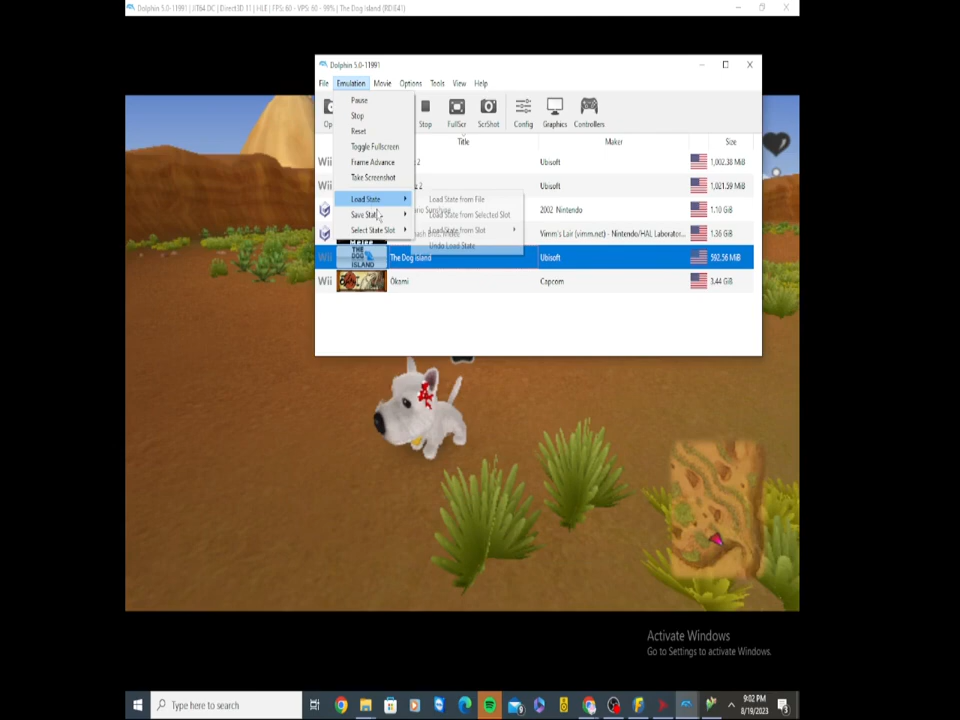 Dolphin 5.0-11991 | JIT64 DC | Direct3D 11 | HLE | FPS: 60 - VPS: 60 - 99% | The Dog Island (RDIE41)
Dolphin 5.0-11991
File Emulation Movie Options Tools View Help
Pause
Stop
Reset
Toggle Fullscreen
Frame Advance
Take Screenshot
Load State
Save State
Select State Slot
Load State from File
Load State from Selected Slot
Load State from Slot
Undo Load State
Op Stop FullScr ScrShot Config Graphics Controllers
Title Maker Size
Wii 2 Ubisoft 1,002.38 MiB
Wii 2 Ubisoft 1,021.59 MiB
Sunshine 2002 Nintendo 1.10 GiB
Vimm's Lair (vimm.net) - Nintendo/HAL Laborator... 1.36 GiB
Wii THE DOG ISLAND The Dog Island Ubisoft 592.56 MiB
Wii Okami Capcom 3.44 GiB
Activate Windows
Go to Settings to activate Windows.
Type here to search
9:02 PM
8/19/2023